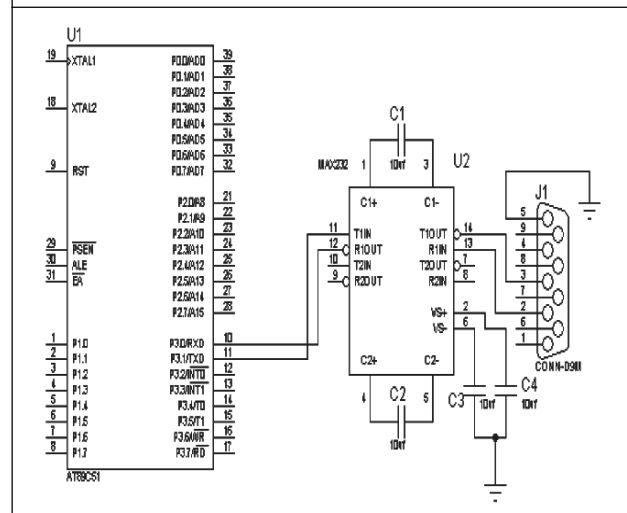 U1
19 XTAL1
18 XTAL2
9 RST
29 PSEN
30 ALE
31 EA
1 P1.0
2 P1.1
3 P1.2
4 P1.3
5 P1.4
6 P1.5
7 P1.6
8 P1.7
P0.0/AD0 39
P0.1/AD1 38
P0.2/AD2 37
P0.3/AD3 36
P0.4/AD4 35
P0.5/AD5 34
P0.6/AD6 33
P0.7/AD7 32
P2.0/A8 21
P2.1/A9 22
P2.2/A10 23
P2.3/A11 24
P2.4/A12 25
P2.5/A13 26
P2.6/A14 27
P2.7/A15 28
P3.0/RXD 10
P3.1/TXD 11
P3.2/INT0 12
P3.3/INT1 13
P3.4/T0 14
P3.5/T1 15
P3.6/WR 16
P3.7/RD 17
AT89C51
C1
10uf
MAX232
1
3
U2
C1+ C1-
11 T1IN
12 R1OUT
10 T2IN
9 R2OUT
T1OUT 14
R1IN 13
T2OUT 7
R2IN 8
VS+ 2
VS- 6
C2+ C2-
4
5
C2
10uf
C3
10uf
C4
10uf
J1
5
9
4
8
3
7
2
6
1
CONN-D9M